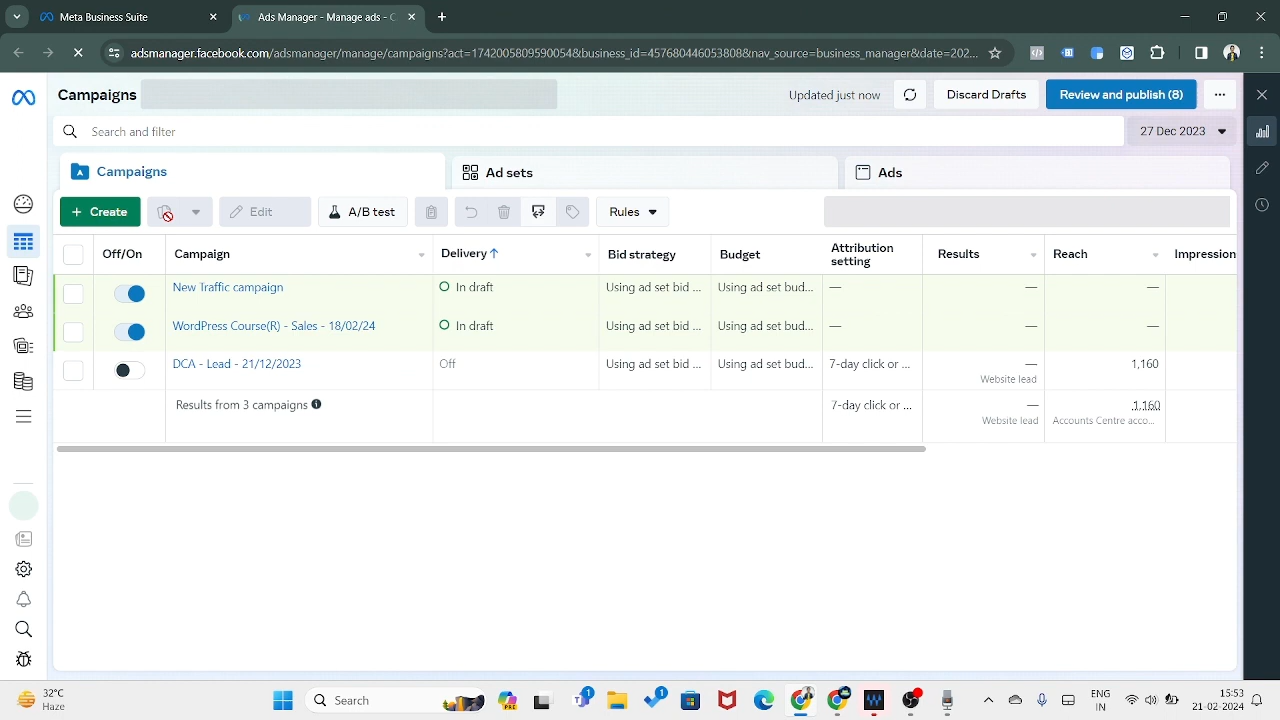 Meta Business Suite
Ads Manager - Manage ads - C
adsmanager.facebook.com/adsmanager/manage/campaigns?act=1742005809590054&business_id=457680446053808&nav_source=business_manager&date=202...
Campaigns
Updated just now
Discard Drafts
Review and publish (8)
Search and filter
27 Dec 2023
Campaigns
Ad sets
Ads
+ Create
Edit
A/B test
Rules
Off/On
Campaign
Delivery ↑
Bid strategy
Budget
Attribution setting
Results
Reach
Impression
New Traffic campaign
In draft
Using ad set bid ...
Using ad set bud...
—
—
—
WordPress Course(R) - Sales - 18/02/24
In draft
Using ad set bid ...
Using ad set bud...
—
—
—
DCA - Lead - 21/12/2023
Off
Using ad set bid ...
Using ad set bud...
7-day click or ...
—
1,160
Website lead
Results from 3 campaigns
7-day click or ...
—
1,160
Website lead
Accounts Centre acco...
32°C
Haze
Search
PRE
1
1
ENG
IN
15:53
21-02-2024